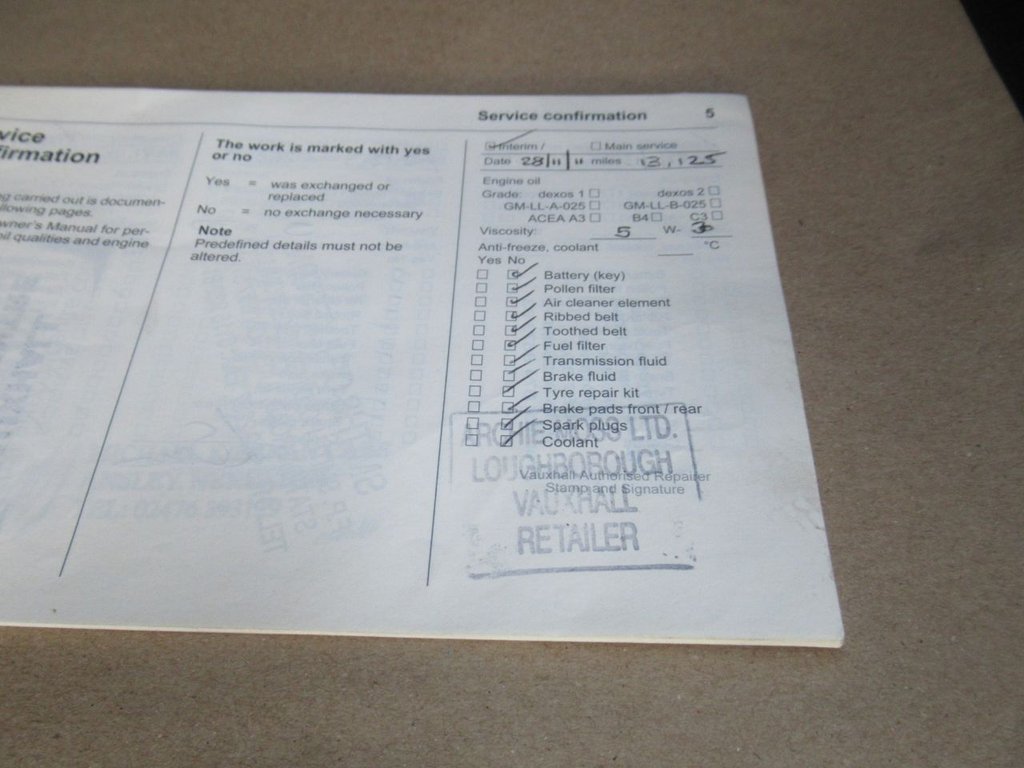 Service confirmation 5
vice
firmation
g carried out is documen-
llowing pages.
wner's Manual for per-
oil qualities and engine
The work is marked with yes
or no
Yes = was exchanged or
replaced
No = no exchange necessary
Note
Predefined details must not be
altered.
Interim / Main service
Date 28/11/11 miles 13,125
Engine oil
Grade: dexos 1 dexos 2
GM-LL-A-025 GM-LL-B-025
ACEA A3 B4 C3
Viscosity: 5 W- 30
Anti-freeze, coolant °C
Yes No
Battery (key)
Pollen filter
Air cleaner element
Ribbed belt
Toothed belt
Fuel filter
Transmission fluid
Brake fluid
Tyre repair kit
Brake pads front / rear
Spark plugs
Coolant
Vauxhall Authorised Repairer
Stamp and Signature
ARCHIE MOSS LTD.
LOUGHBOROUGH
VAUXHALL
RETAILER